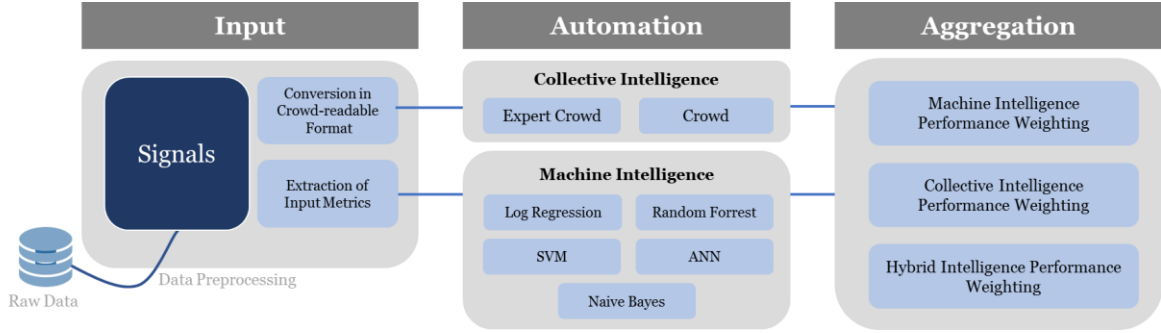 Input
Automation
Aggregation
Signals
Conversion in
Crowd-readable
Format
Extraction of
Input Metrics
Raw Data
Data Preprocessing
Collective Intelligence
Expert Crowd
Crowd
Machine Intelligence
Log Regression
Random Forrest
SVM
ANN
Naive Bayes
Machine Intelligence
Performance Weighting
Collective Intelligence
Performance Weighting
Hybrid Intelligence Performance
Weighting